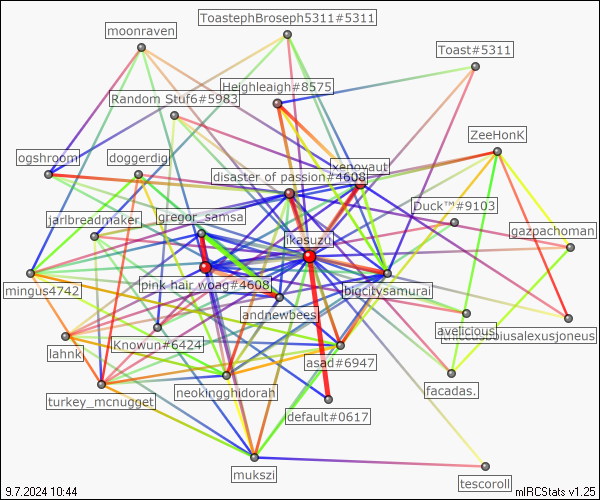 ToastephBroseph5311#5311
moonraven
Toast#5311
Heighleaigh#8575
Random Stuf6#5983
ZeeHonK
ogshroom
doggerdig
xenovaut
disaster of passion#4608
Duck™#9103
jarlbreadmaker.
gregor_samsa
gazpachoman
ikasuzu
mingus4742
pink hair woag#4608
bigcitysamurai
andnewbees
avelicious
Knowun#6424
lahnk
asad#6947
turkey_mcnugget
neokingghidorah
facadas.
default#0617
mukszi
tescoroll
9.7.2024 10:44
mIRCStats v1.25